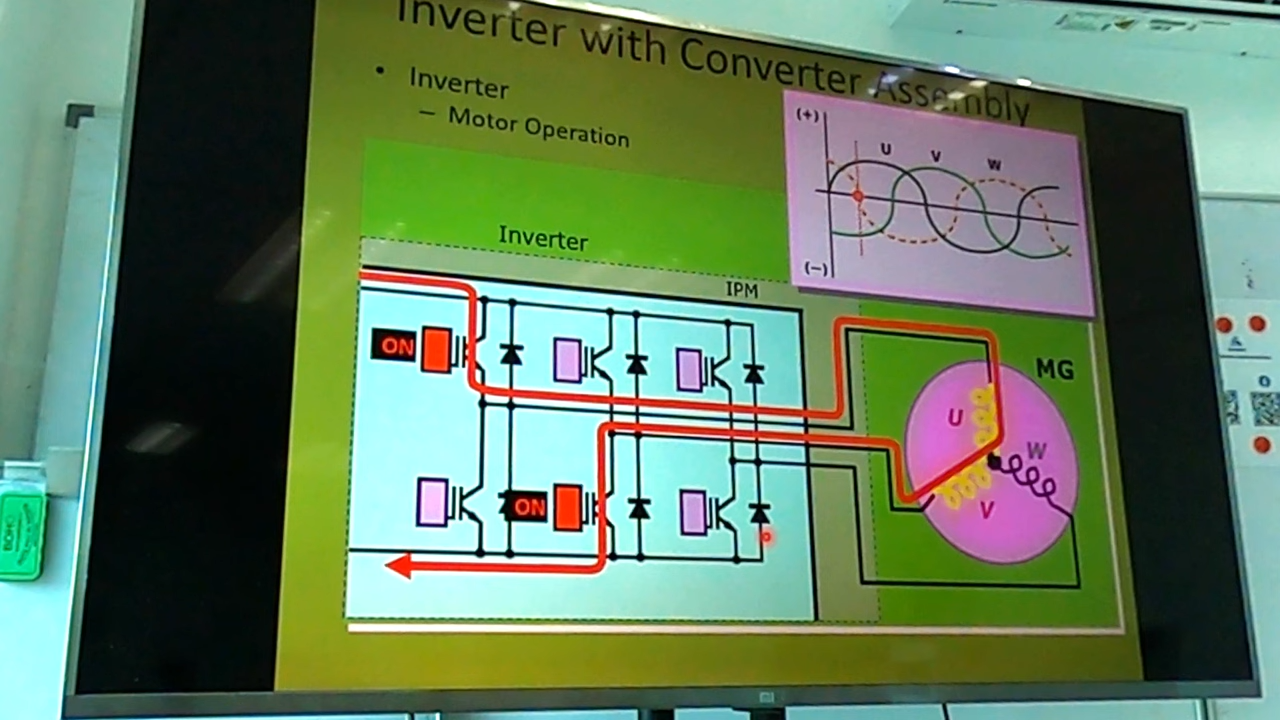 Inverter with Converter Assembly
• Inverter
– Motor Operation
(+)
U
V
W
(−)
Inverter
IPM
ON
MG
U
W
ON
V